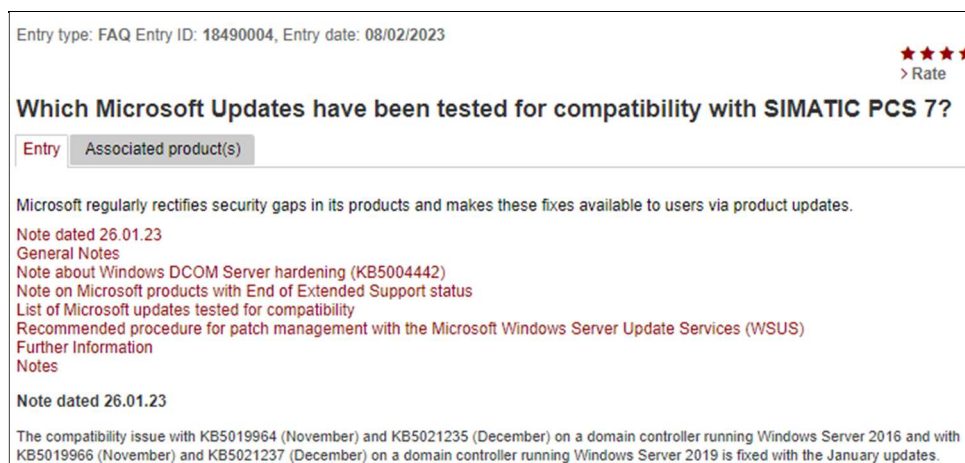 Entry type: FAQ Entry ID: 18490004, Entry date: 08/02/2023
> Rate
Which Microsoft Updates have been tested for compatibility with SIMATIC PCS 7?
Entry
Associated product(s)
Microsoft regularly rectifies security gaps in its products and makes these fixes available to users via product updates.
Note dated 26.01.23
General Notes
Note about Windows DCOM Server hardening (KB5004442)
Note on Microsoft products with End of Extended Support status
List of Microsoft updates tested for compatibility
Recommended procedure for patch management with the Microsoft Windows Server Update Services (WSUS)
Further Information
Notes
Note dated 26.01.23
The compatibility issue with KB5019964 (November) and KB5021235 (December) on a domain controller running Windows Server 2016 and with
KB5019966 (November) and KB5021237 (December) on a domain controller running Windows Server 2019 is fixed with the January updates.